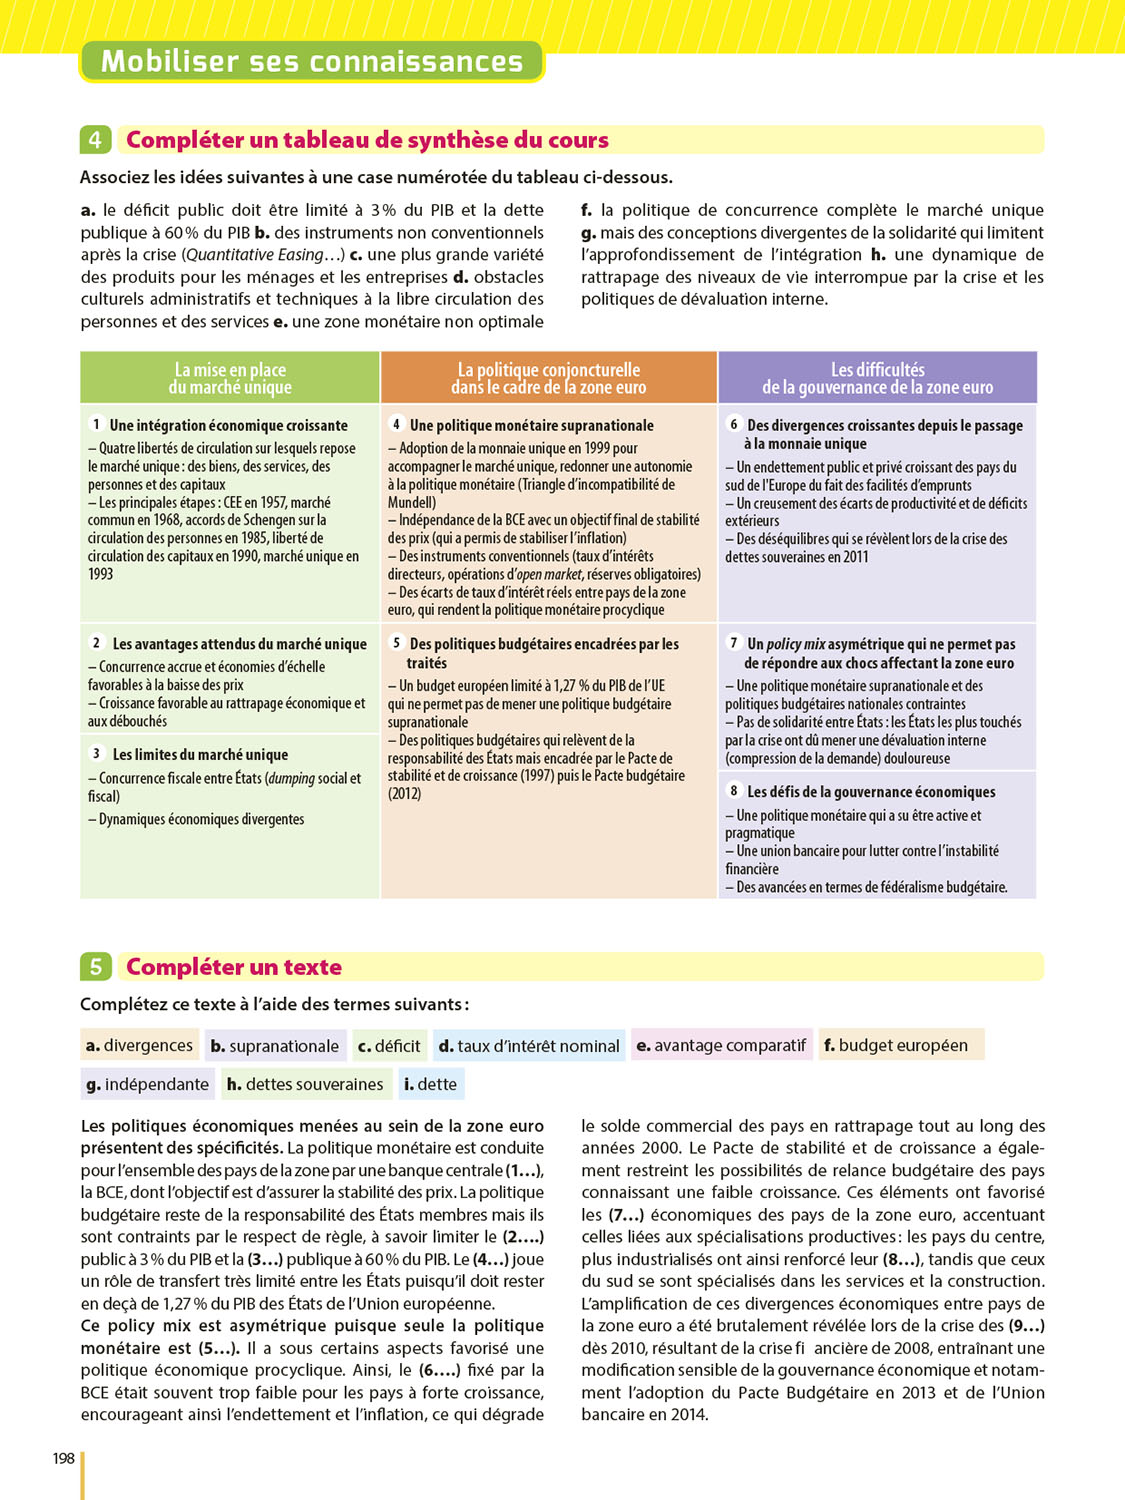 Mobiliser ses connaissances
4 Compléter un tableau de synthèse du cours
Associez les idées suivantes à une case numérotée du tableau ci-dessous.
a. le déficit public doit être limité à 3 % du PIB et la dette
publique à 60 % du PIB b. des instruments non conventionnels
après la crise (Quantitative Easing…) c. une plus grande variété
des produits pour les ménages et les entreprises d. obstacles
culturels administratifs et techniques à la libre circulation des
personnes et des services e. une zone monétaire non optimale
f. la politique de concurrence complète le marché unique
g. mais des conceptions divergentes de la solidarité qui limitent
l’approfondissement de l’intégration h. une dynamique de
rattrapage des niveaux de vie interrompue par la crise et les
politiques de dévaluation interne.
La mise en place
du marché unique
1 Une intégration économique croissante
– Quatre libertés de circulation sur lesquels repose
le marché unique : des biens, des services, des
personnes et des capitaux
– Les principales étapes : CEE en 1957, marché
commun en 1968, accords de Schengen sur la
circulation des personnes en 1985, liberté de
circulation des capitaux en 1990, marché unique en
1993
2 Les avantages attendus du marché unique
– Concurrence accrue et économies d’échelle
favorables à la baisse des prix
– Croissance favorable au rattrapage économique et
aux débouchés
3 Les limites du marché unique
– Concurrence fiscale entre États (dumping social et
fiscal)
– Dynamiques économiques divergentes
La politique conjoncturelle
dans le cadre de la zone euro
4 Une politique monétaire supranationale
– Adoption de la monnaie unique en 1999 pour
accompagner le marché unique, redonner une autonomie
à la politique monétaire (Triangle d’incompatibilité de
Mundell)
– Indépendance de la BCE avec un objectif final de stabilité
des prix (qui a permis de stabiliser l’inflation)
– Des instruments conventionnels (taux d’intérêts
directeurs, opérations d’open market, réserves obligatoires)
– Des écarts de taux d’intérêt réels entre pays de la zone
euro, qui rendent la politique monétaire procyclique
5 Des politiques budgétaires encadrées par les
traités
– Un budget européen limité à 1,27 % du PIB de l’UE
qui ne permet pas de mener une politique budgétaire
supranationale
– Des politiques budgétaires qui relèvent de la
responsabilité des États mais encadrée par le Pacte de
stabilité et de croissance (1997) puis le Pacte budgétaire
(2012)
Les difficultés
de la gouvernance de la zone euro
6 Des divergences croissantes depuis le passage
à la monnaie unique
– Un endettement public et privé croissant des pays du
sud de l'Europe du fait des facilités d’emprunts
– Un creusement des écarts de productivité et de déficits
extérieurs
– Des déséquilibres qui se révèlent lors de la crise des
dettes souveraines en 2011
7 Un policy mix asymétrique qui ne permet pas
de répondre aux chocs affectant la zone euro
– Une politique monétaire supranationale et des
politiques budgétaires nationales contraintes
– Pas de solidarité entre États : les États les plus touchés
par la crise ont dû mener une dévaluation interne
(compression de la demande) douloureuse
8 Les défis de la gouvernance économiques
– Une politique monétaire qui a su être active et
pragmatique
– Une union bancaire pour lutter contre l’instabilité
financière
– Des avancées en termes de fédéralisme budgétaire.
5 Compléter un texte
Complétez ce texte à l’aide des termes suivants :
a. divergences b. supranationale c. déficit d. taux d’intérêt nominal e. avantage comparatif f. budget européen
g. indépendante h. dettes souveraines i. dette
Les politiques économiques menées au sein de la zone euro
présentent des spécificités. La politique monétaire est conduite
pour l’ensemble des pays de la zone par une banque centrale (1…),
la BCE, dont l’objectif est d’assurer la stabilité des prix. La politique
budgétaire reste de la responsabilité des États membres mais ils
sont contraints par le respect de règle, à savoir limiter le (2….)
public à 3 % du PIB et la (3…) publique à 60 % du PIB. Le (4…) joue
un rôle de transfert très limité entre les États puisqu’il doit rester
en deçà de 1,27 % du PIB des États de l’Union européenne.
Ce policy mix est asymétrique puisque seule la politique
monétaire est (5…). Il a sous certains aspects favorisé une
politique économique procyclique. Ainsi, le (6….) fixé par la
BCE était souvent trop faible pour les pays à forte croissance,
encourageant ainsi l’endettement et l’inflation, ce qui dégrade
le solde commercial des pays en rattrapage tout au long des
années 2000. Le Pacte de stabilité et de croissance a égale-
ment restreint les possibilités de relance budgétaire des pays
connaissant une faible croissance. Ces éléments ont favorisé
les (7…) économiques des pays de la zone euro, accentuant
celles liées aux spécialisations productives : les pays du centre,
plus industrialisés ont ainsi renforcé leur (8…), tandis que ceux
du sud se sont spécialisés dans les services et la construction.
L’amplification de ces divergences économiques entre pays de
la zone euro a été brutalement révélée lors de la crise des (9…)
dès 2010, résultant de la crise fi ancière de 2008, entraînant une
modification sensible de la gouvernance économique et notam-
ment l’adoption du Pacte Budgétaire en 2013 et de l’Union
bancaire en 2014.
198